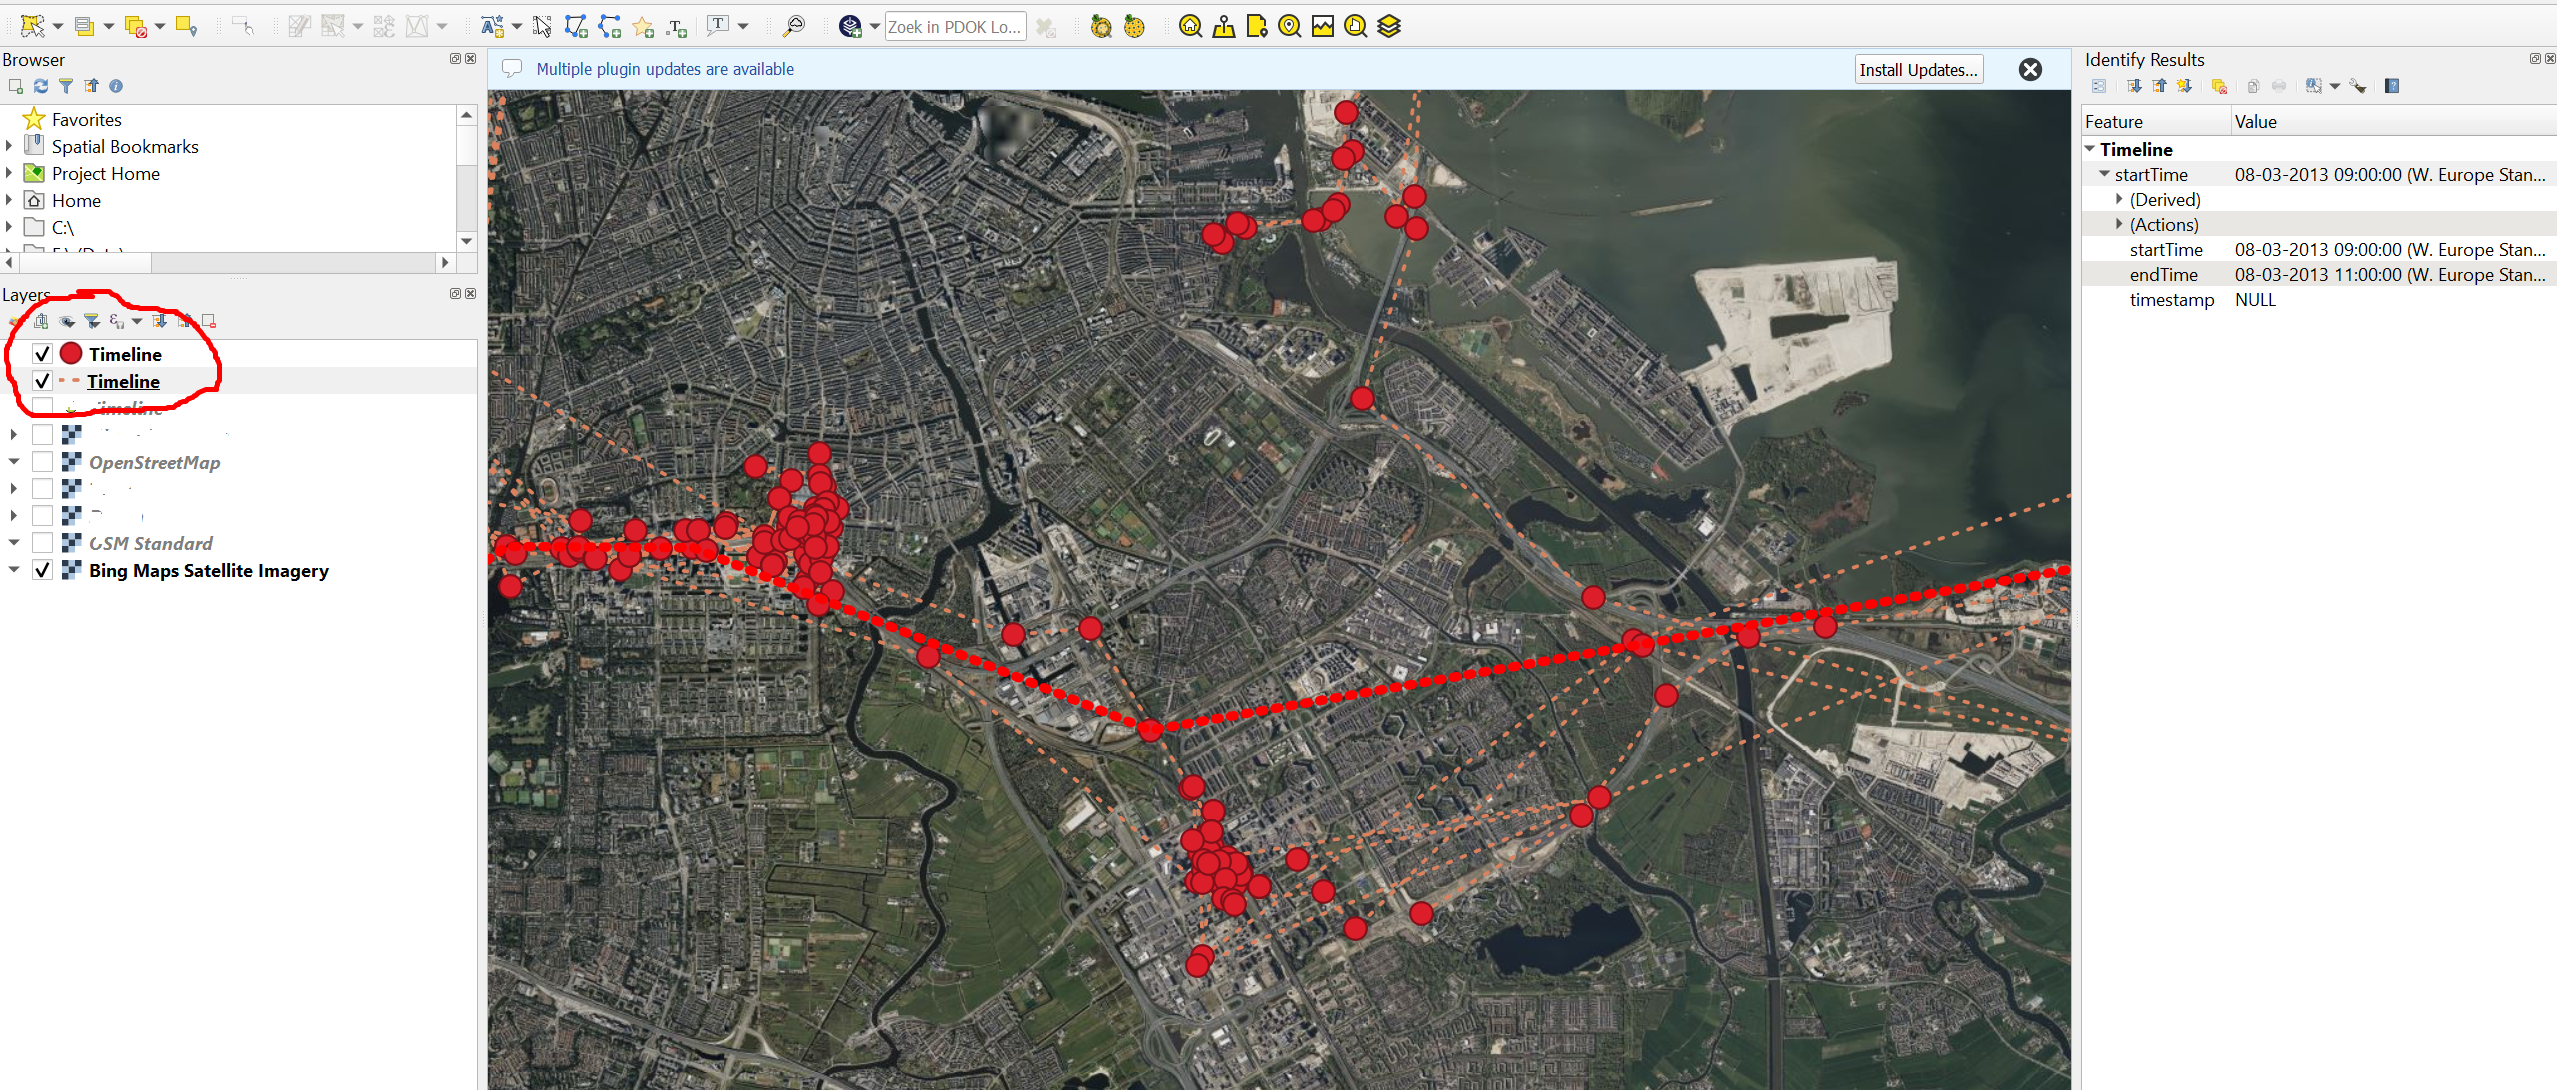 Zoek in PDOK Lo...
Browser
Favorites
Spatial Bookmarks
Project Home
Home
C:\
Layers
Timeline
Timeline
Timeline
OpenStreetMap
OSM Standard
Bing Maps Satellite Imagery
Multiple plugin updates are available
Install Updates...
Identify Results
Feature Value
Timeline
startTime 08-03-2013 09:00:00 (W. Europe Stan...
(Derived)
(Actions)
startTime 08-03-2013 09:00:00 (W. Europe Stan...
endTime 08-03-2013 11:00:00 (W. Europe Stan...
timestamp NULL